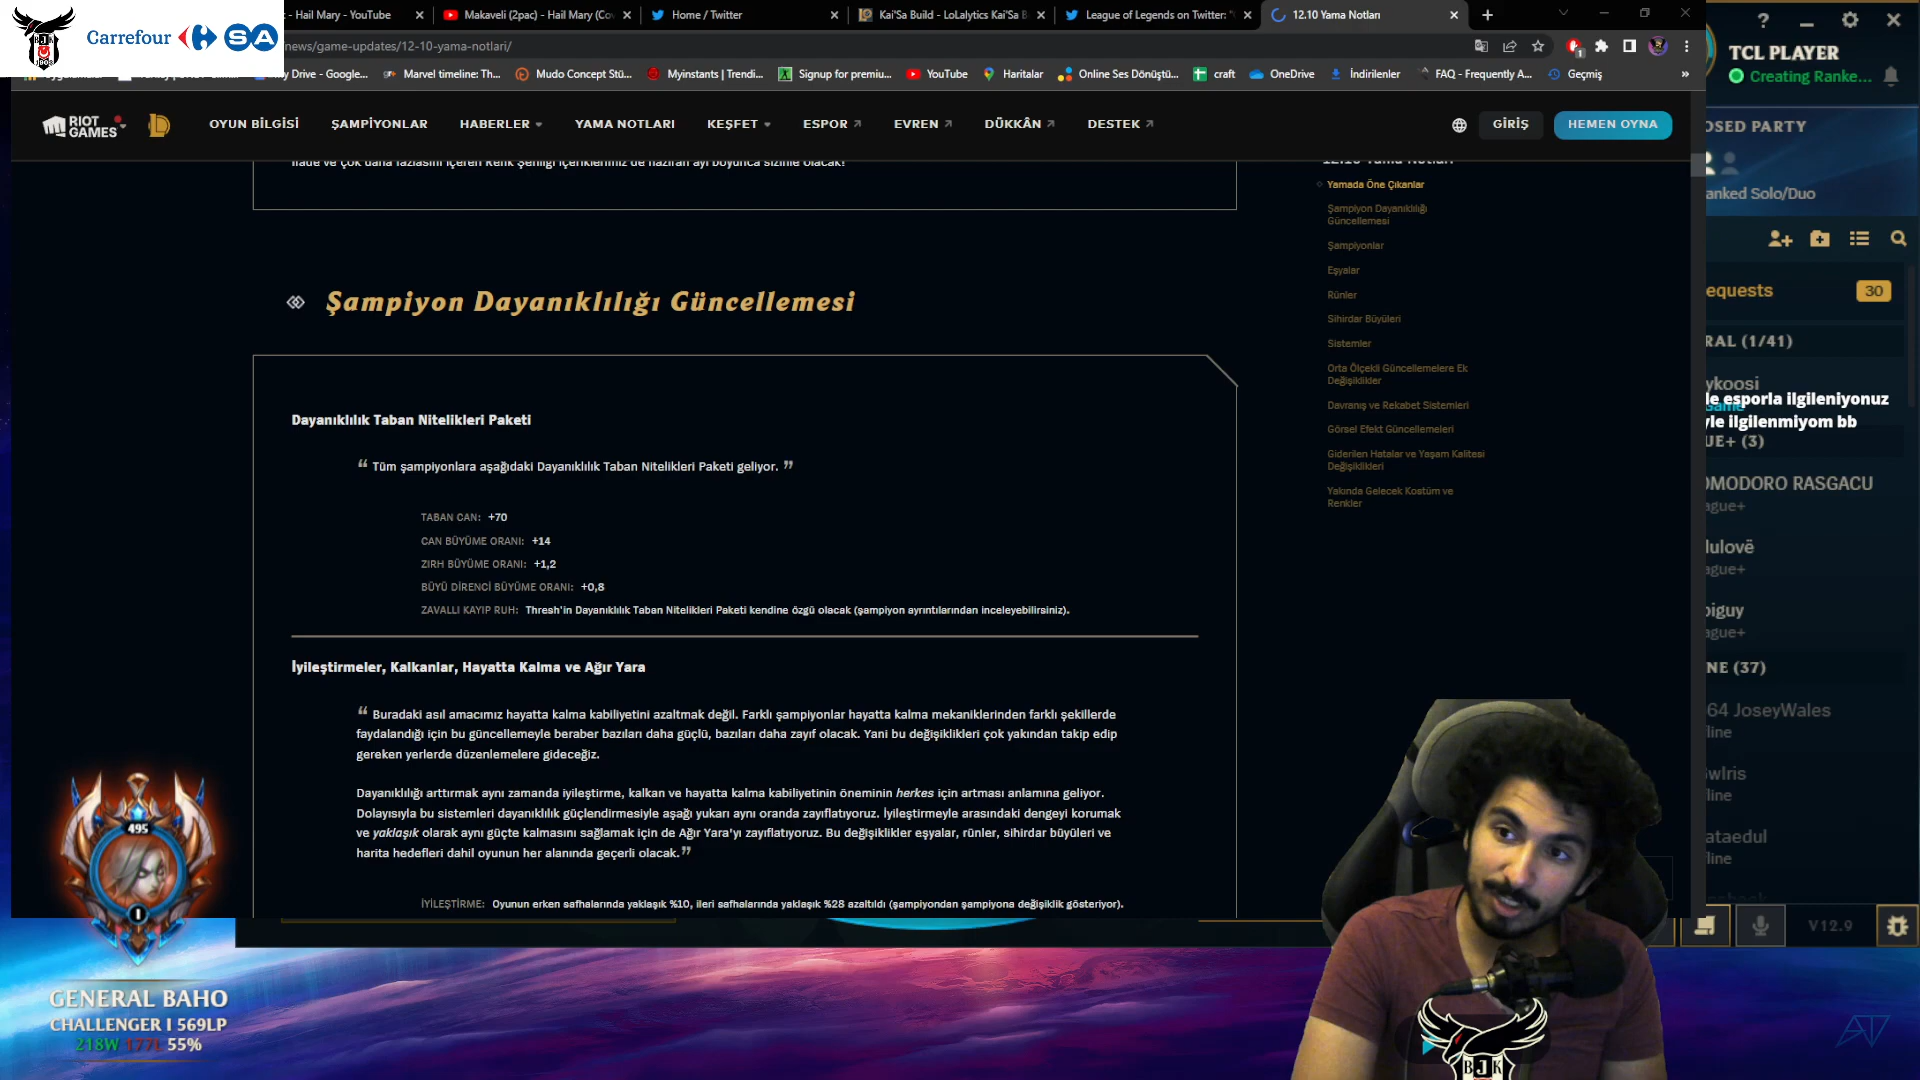 Carrefour SA
- Hail Mary - YouTube
Makaveli (2pac) - Hail Mary (Cov
Home / Twitter
Kai'Sa Build - LoLalytics Kai'Sa B
League of Legends on Twitter: "
12.10 Yama Notları
news/game-updates/12-10-yama-notlari/
y Drive - Google...
Marvel timeline: Th...
Mudo Concept Stü...
Myinstants | Trendi...
Signup for premiu...
YouTube
Haritalar
Online Ses Dönüştü...
craft
OneDrive
İndirilenler
FAQ - Frequently A...
Geçmiş
»
RIOT GAMES
OYUN BİLGİSİ
ŞAMPİYONLAR
HABERLER
YAMA NOTLARI
KEŞFET
ESPOR
EVREN
DÜKKÂN
DESTEK
GİRİŞ
HEMEN OYNA
ifade ve çok daha fazlasını içeren Renk Şenliği içeriklerimiz de haziran ayı boyunca sizinle olacak!
Şampiyon Dayanıklılığı Güncellemesi
Dayanıklılık Taban Nitelikleri Paketi
" Tüm şampiyonlara aşağıdaki Dayanıklılık Taban Nitelikleri Paketi geliyor. "
TABAN CAN: +70
CAN BÜYÜME ORANI: +14
ZIRH BÜYÜME ORANI: +1,2
BÜYÜ DİRENCİ BÜYÜME ORANI: +0,8
ZAVALLI KAYIP RUH: Thresh'in Dayanıklılık Taban Nitelikleri Paketi kendine özgü olacak (şampiyon ayrıntılarından inceleyebilirsiniz).
İyileştirmeler, Kalkanlar, Hayatta Kalma ve Ağır Yara
" Buradaki asıl amacımız hayatta kalma kabiliyetini azaltmak değil. Farklı şampiyonlar hayatta kalma mekaniklerinden farklı şekillerde
faydalandığı için bu güncellemeyle beraber bazıları daha güçlü, bazıları daha zayıf olacak. Yani bu değişiklikleri çok yakından takip edip
gereken yerlerde düzenlemelere gideceğiz.
Dayanıklılığı arttırmak aynı zamanda iyileştirme, kalkan ve hayatta kalma kabiliyetinin öneminin herkes için artması anlamına geliyor.
Dolayısıyla bu sistemleri dayanıklılık güçlendirmesiyle aşağı yukarı aynı oranda zayıflatıyoruz. İyileştirmeyle arasındaki dengeyi korumak
ve yaklaşık olarak aynı güçte kalmasını sağlamak için de Ağır Yara'yı zayıflatıyoruz. Bu değişiklikler eşyalar, rünler, sihirdar büyüleri ve
harita hedefleri dahil oyunun her alanında geçerli olacak. "
İYİLEŞTİRME: Oyunun erken safhalarında yaklaşık %10, ileri safhalarında yaklaşık %28 azaltıldı (şampiyondan şampiyona değişiklik gösteriyor).
12.10 Yama Notları
Yamada Öne Çıkanlar
Şampiyon Dayanıklılığı
Güncellemesi
Şampiyonlar
Eşyalar
Rünler
Sihirdar Büyüleri
Sistemler
Orta Ölçekli Güncellemelere Ek
Değişiklikler
Davranış ve Rekabet Sistemleri
Görsel Efekt Güncellemeleri
Giderilen Hatalar ve Yaşam Kalitesi
Değişiklikleri
Yakında Gelecek Kostüm ve
Renkler
TCL PLAYER
Creating Ranke...
OSED PARTY
anked Solo/Duo
equests
30
RAL (1/41)
ykoosi
Game
le esporla ilgileniyonuz
yle ilgilenmiyom bb
UE+ (3)
OMODORO RASGACU
ague+
lulovë
ague+
oiguy
ague+
NE (37)
64 JoseyWales
fline
wlris
fline
ataedul
fline
V12.9
495
I
GENERAL BAHO
CHALLENGER I 569LP
218W 177L 55%
BJK